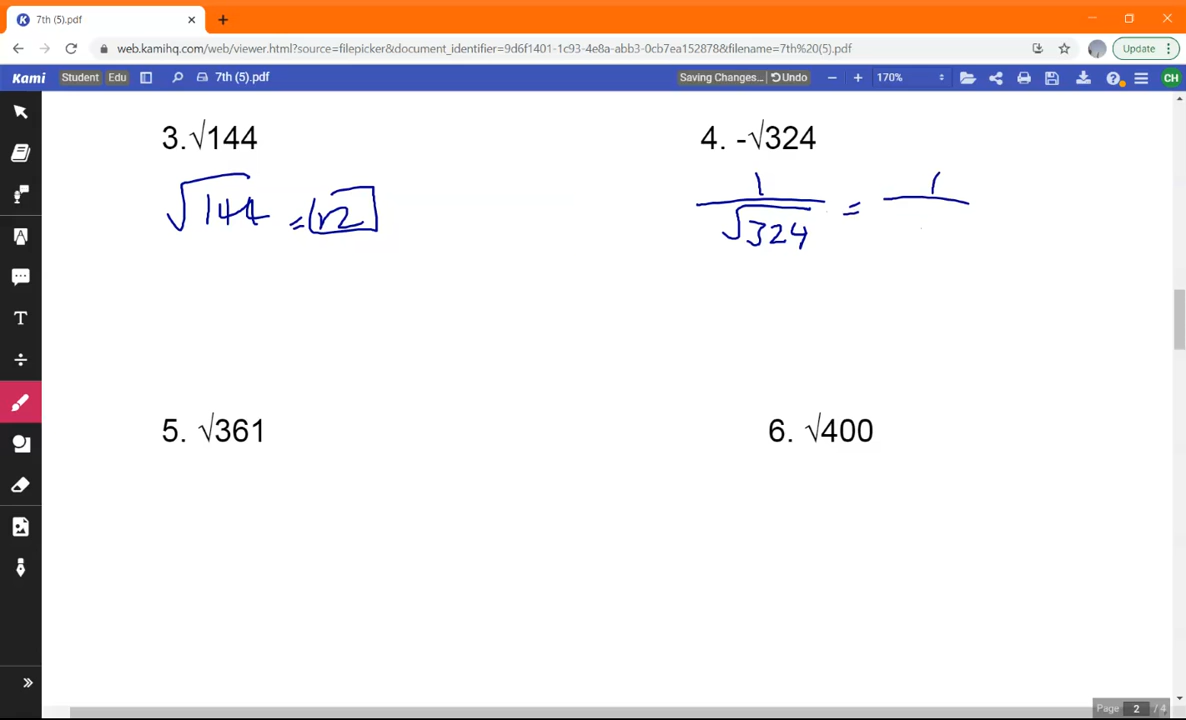 7th (5).pdf
web.kamihq.com/web/viewer.html?source=filepicker&document_identifier=9d6f1401-1c93-4e8a-abb3-0cb7ea152878&filename=7th%20(5).pdf
Update
Kami Student Edu 7th (5).pdf Saving Changes... Undo 170% CH
3.√144 4. -√324
√144 = 12 1/√324 = 1
5. √361 6. √400
Page 2 / 4